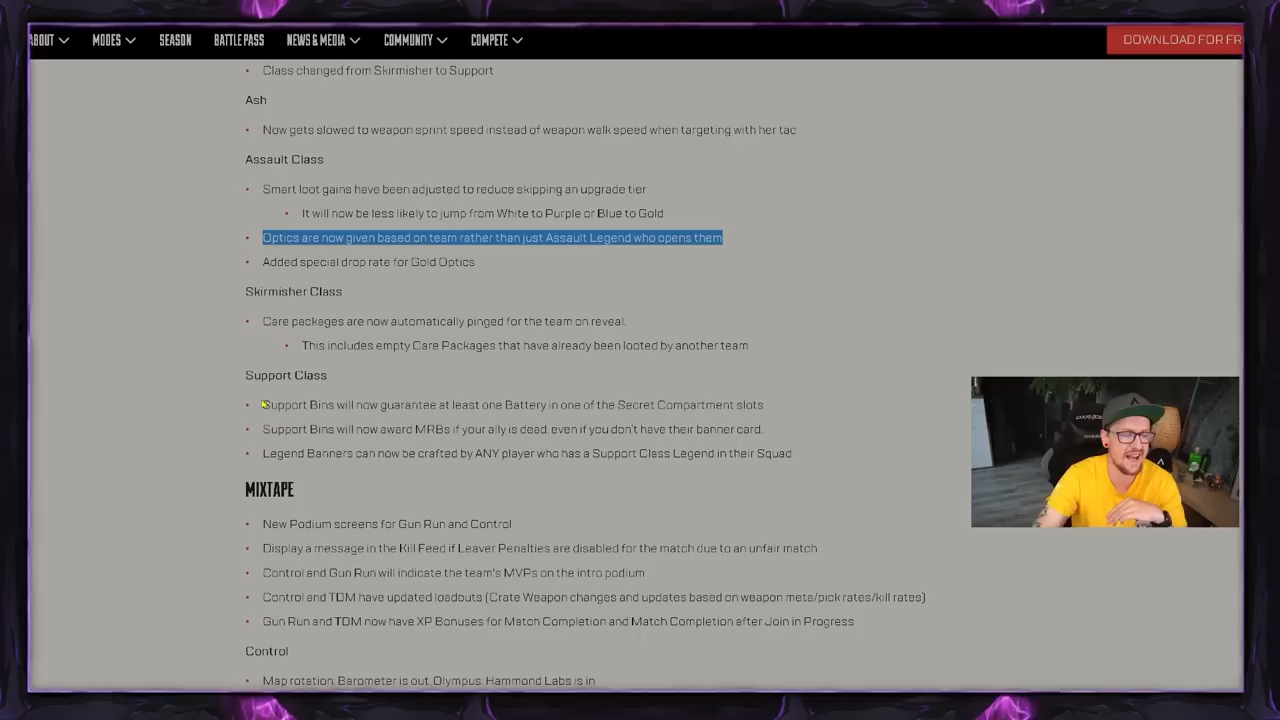 ABOUT MODES SEASON BATTLE PASS NEWS & MEDIA COMMUNITY COMPETE DOWNLOAD FOR FR
• Class changed from Skirmisher to Support
Ash
• Now gets slowed to weapon sprint speed instead of weapon walk speed when targeting with her tac
Assault Class
• Smart loot gains have been adjusted to reduce skipping an upgrade tier
• It will now be less likely to jump from White to Purple or Blue to Gold
• Optics are now given based on team rather than just Assault Legend who opens them
• Added special drop rate for Gold Optics
Skirmisher Class
• Care packages are now automatically pinged for the team on reveal.
• This includes empty Care Packages that have already been looted by another team
Support Class
• Support Bins will now guarantee at least one Battery in one of the Secret Compartment slots
• Support Bins will now award MRBs if your ally is dead, even if you don't have their banner card.
• Legend Banners can now be crafted by ANY player who has a Support Class Legend in their Squad
MIXTAPE
• New Podium screens for Gun Run and Control
• Display a message in the Kill Feed if Leaver Penalties are disabled for the match due to an unfair match
• Control and Gun Run will indicate the team's MVPs on the intro podium
• Control and TDM have updated loadouts (Crate Weapon changes and updates based on weapon meta/pick rates/kill rates)
• Gun Run and TDM now have XP Bonuses for Match Completion and Match Completion after Join in Progress
Control
• Map rotation: Barometer is out, Olympus: Hammond Labs is in